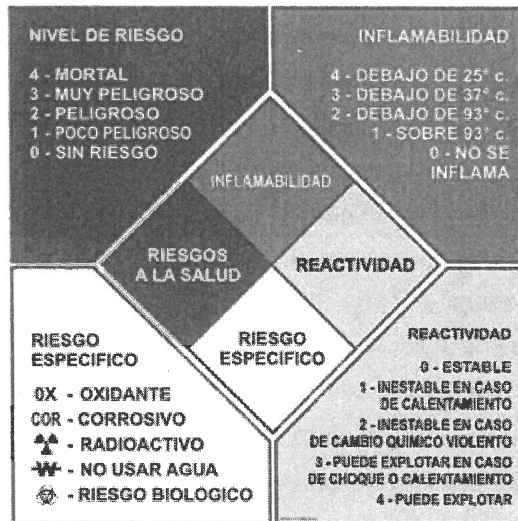 NIVEL DE RIESGO
4 - MORTAL
3 - MUY PELIGROSO
2 - PELIGROSO
1 - POCO PELIGROSO
0 - SIN RIESGO
INFLAMABILIDAD
4 - DEBAJO DE 25° c.
3 - DEBAJO DE 37° c.
2 - DEBAJO DE 93° c.
1 - SOBRE 93° c.
0 - NO SE
INFLAMA
INFLAMABILIDAD
RIESGOS
A LA SALUD
REACTIVIDAD
RIESGO
ESPECIFICO
RIESGO
ESPECIFICO
0X - OXIDANTE
COR - CORROSIVO
- RADIOACTIVO
W - NO USAR AGUA
- RIESGO BIOLOGICO
REACTIVIDAD
0 - ESTABLE
1 - INESTABLE EN CASO
DE CALENTAMIENTO
2 - INESTABLE EN CASO
DE CAMBIO QUIMICO VIOLENTO
3 - PUEDE EXPLOTAR EN CASO
DE CHOQUE O CALENTAMIENTO
4 - PUEDE EXPLOTAR